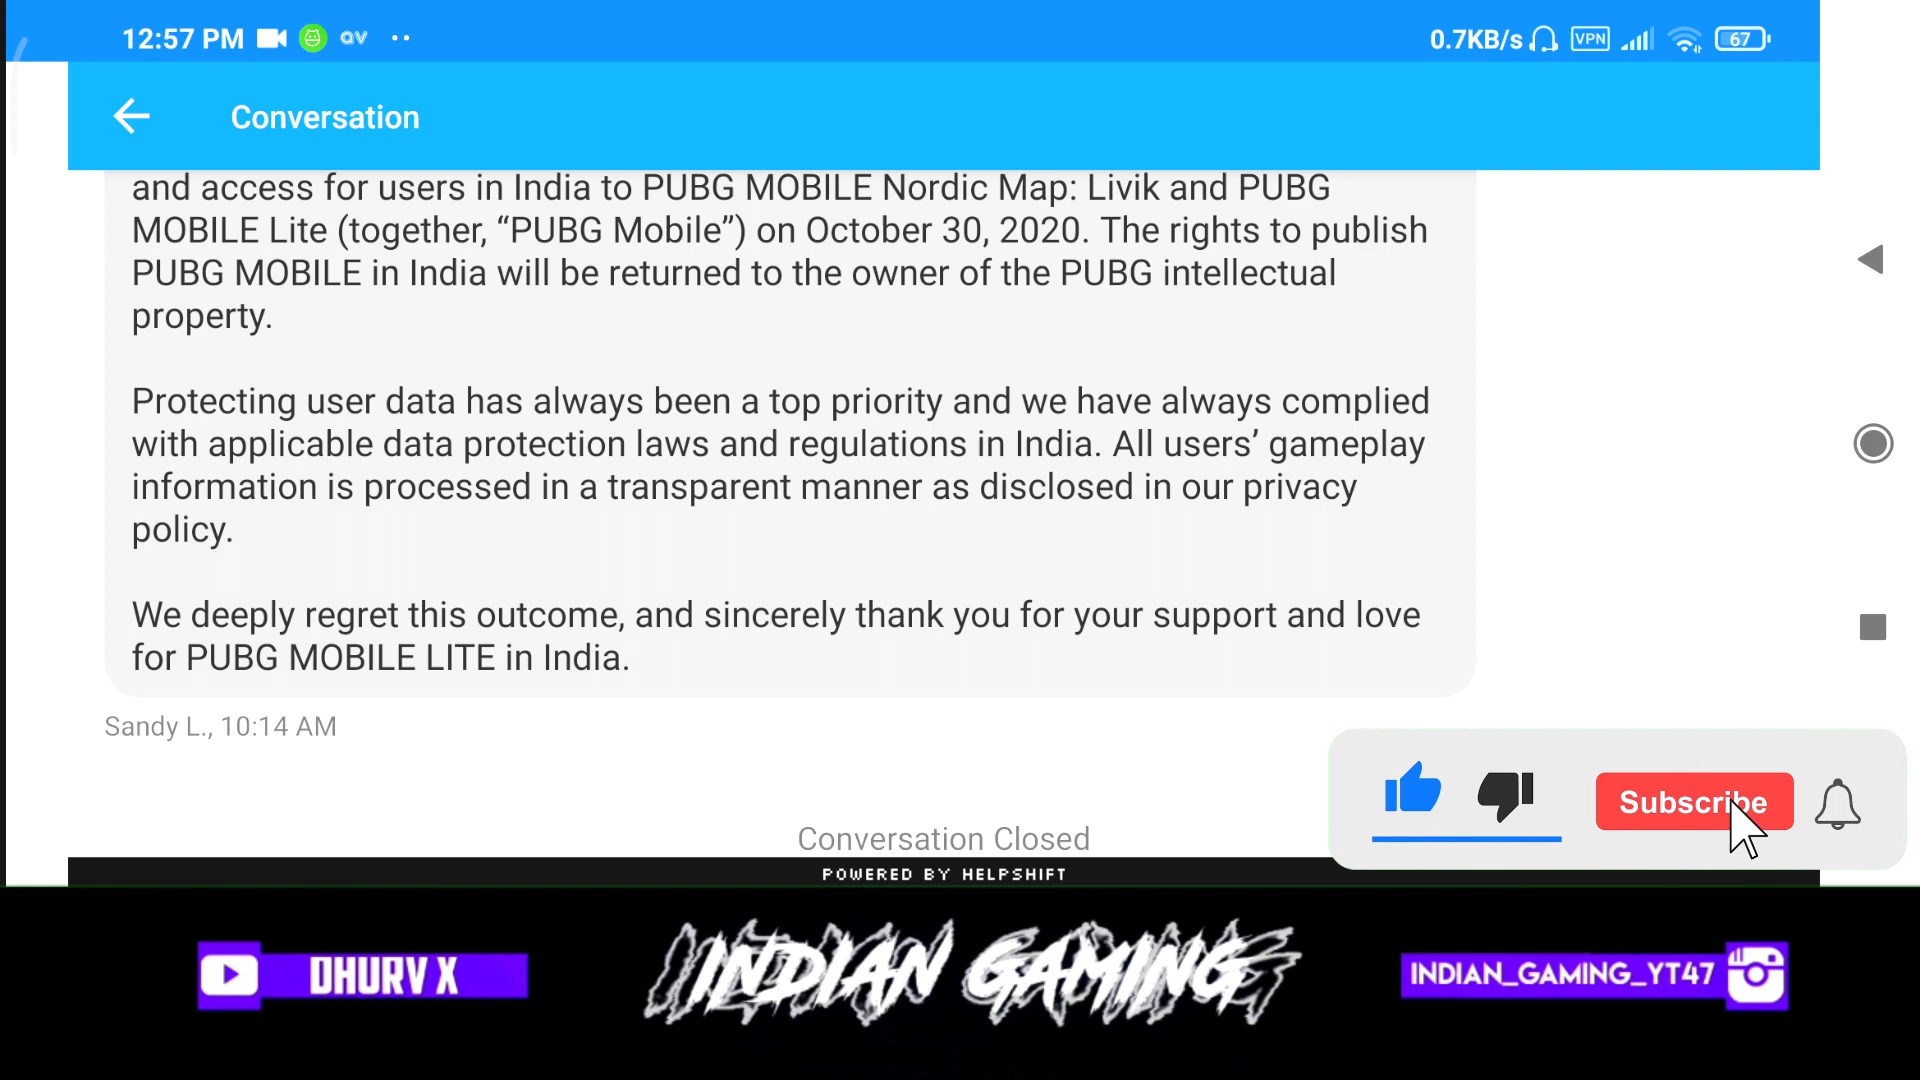 12:57 PM
0.7KB/s VPN 67
Conversation
and access for users in India to PUBG MOBILE Nordic Map: Livik and PUBG
MOBILE Lite (together, “PUBG Mobile”) on October 30, 2020. The rights to publish
PUBG MOBILE in India will be returned to the owner of the PUBG intellectual
property.
Protecting user data has always been a top priority and we have always complied
with applicable data protection laws and regulations in India. All users’ gameplay
information is processed in a transparent manner as disclosed in our privacy
policy.
We deeply regret this outcome, and sincerely thank you for your support and love
for PUBG MOBILE LITE in India.
Sandy L., 10:14 AM
Subscribe
Conversation Closed
POWERED BY HELPSHIFT
DHURV X
INDIAN GAMING
INDIAN_GAMING_YT47